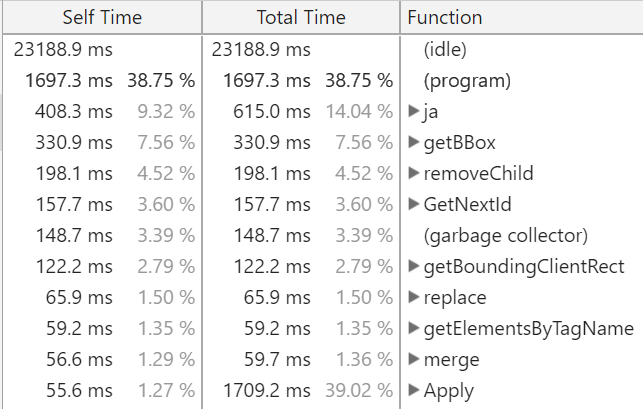 Self Time Total Time Function
23188.9 ms 23188.9 ms (idle)
1697.3 ms 38.75 % 1697.3 ms 38.75 % (program)
408.3 ms 9.32 % 615.0 ms 14.04 % ▶ja
330.9 ms 7.56 % 330.9 ms 7.56 % ▶getBBox
198.1 ms 4.52 % 198.1 ms 4.52 % ▶removeChild
157.7 ms 3.60 % 157.7 ms 3.60 % ▶GetNextId
148.7 ms 3.39 % 148.7 ms 3.39 % (garbage collector)
122.2 ms 2.79 % 122.2 ms 2.79 % ▶getBoundingClientRect
65.9 ms 1.50 % 65.9 ms 1.50 % ▶replace
59.2 ms 1.35 % 59.2 ms 1.35 % ▶getElementsByTagName
56.6 ms 1.29 % 59.7 ms 1.36 % ▶merge
55.6 ms 1.27 % 1709.2 ms 39.02 % ▶Apply